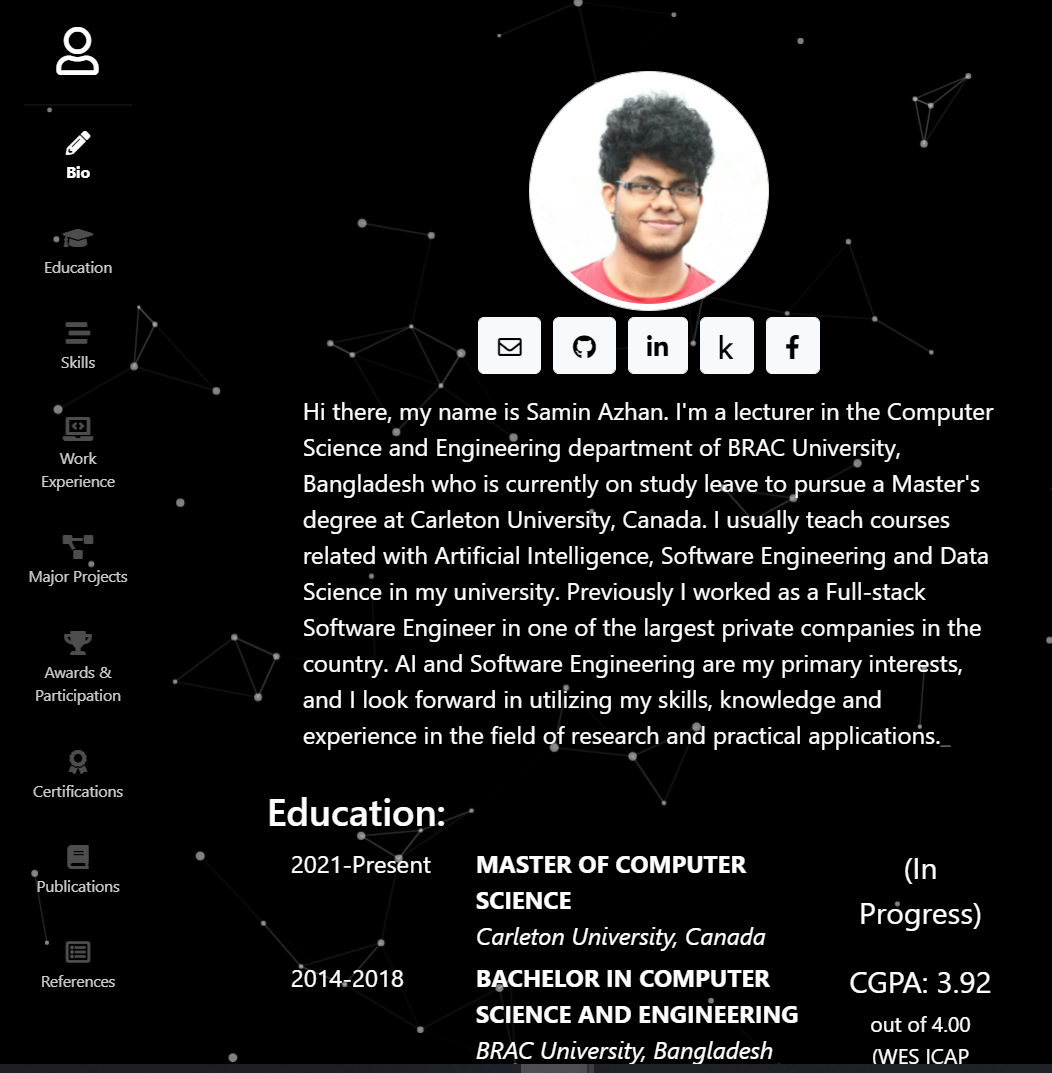 Bio
Education
Skills
Work
Experience
Major Projects
Awards &
Participation
Certifications
Publications
References
in
k
f
Hi there, my name is Samin Azhan. I'm a lecturer in the Computer
Science and Engineering department of BRAC University,
Bangladesh who is currently on study leave to pursue a Master's
degree at Carleton University, Canada. I usually teach courses
related with Artificial Intelligence, Software Engineering and Data
Science in my university. Previously I worked as a Full-stack
Software Engineer in one of the largest private companies in the
country. AI and Software Engineering are my primary interests,
and I look forward in utilizing my skills, knowledge and
experience in the field of research and practical applications._
Education:
2021-Present
MASTER OF COMPUTER
SCIENCE
Carleton University, Canada
(In
Progress)
2014-2018
BACHELOR IN COMPUTER
SCIENCE AND ENGINEERING
BRAC University, Bangladesh
CGPA: 3.92
out of 4.00
(WES ICAP